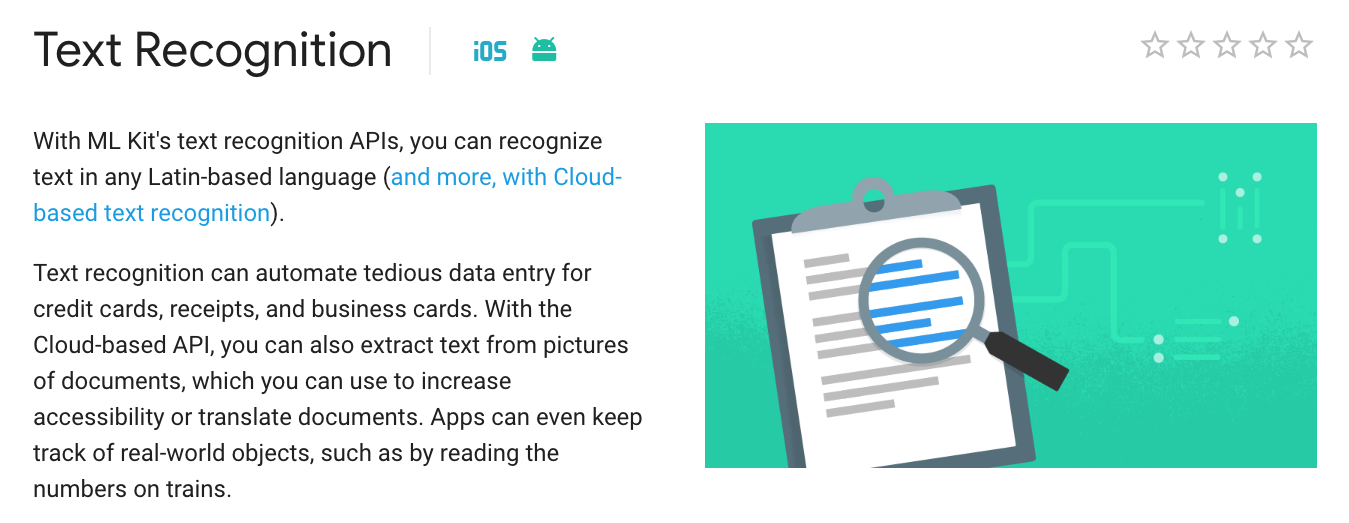 Text Recognition
iOS
With ML Kit's text recognition APIs, you can recognize
text in any Latin-based language (and more, with Cloud-
based text recognition).
Text recognition can automate tedious data entry for
credit cards, receipts, and business cards. With the
Cloud-based API, you can also extract text from pictures
of documents, which you can use to increase
accessibility or translate documents. Apps can even keep
track of real-world objects, such as by reading the
numbers on trains.